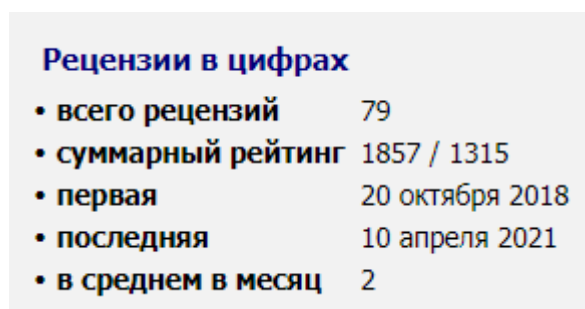 Рецензии в цифрах
• всего рецензий 79
• суммарный рейтинг 1857 / 1315
• первая 20 октября 2018
• последняя 10 апреля 2021
• в среднем в месяц 2